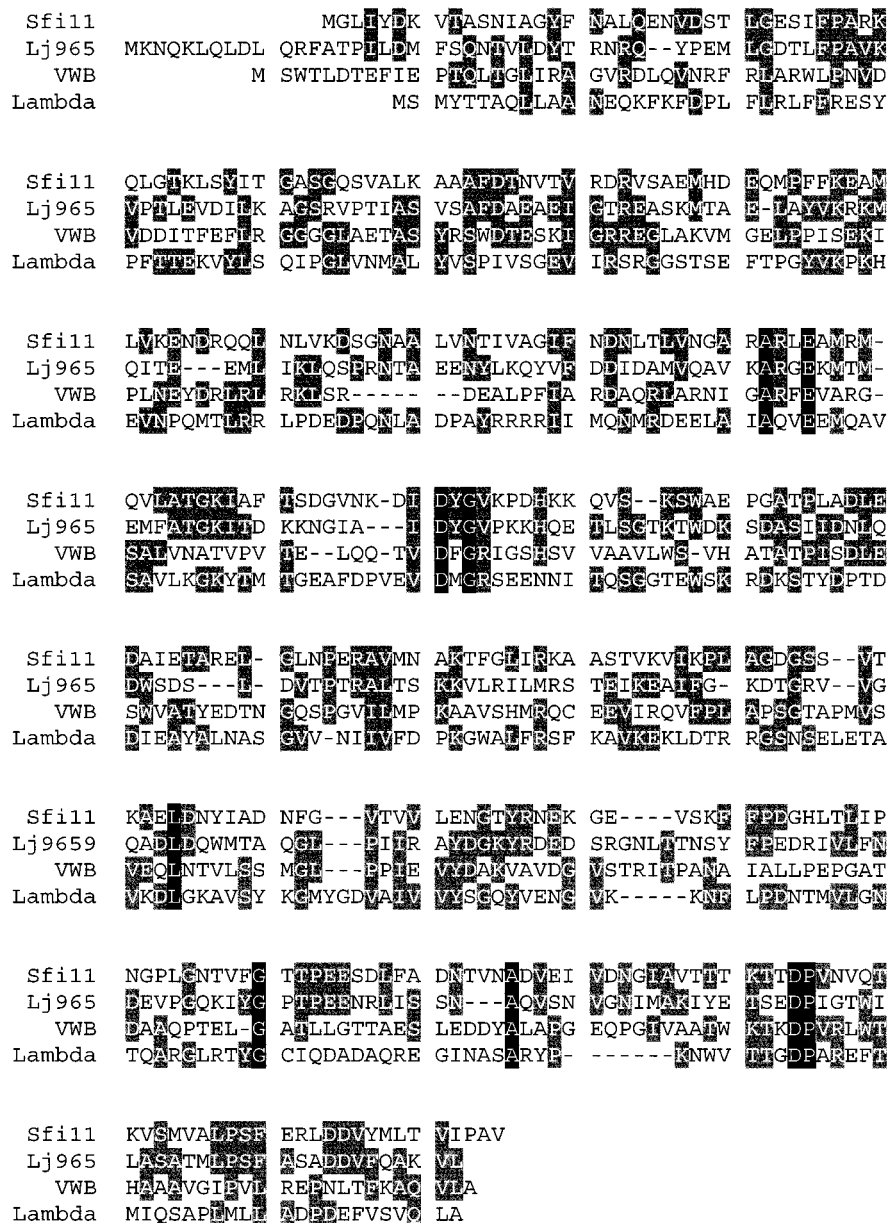 Sfi11 MGLIYDK VTASNIAGYF NALQENVDST LGESIFPARK
Lj965 MKNQKLQLDL QRFATPILDM FSQNTVLDYT RNRQ--YPEM LGDTLFPAVK
VWB M SWTLDTEFIE PTQLTGLIRA GVRDLQVNRF RLARWLPNVD
Lambda MS MYTTAQLLAA NEQKFKFDPL FLRLFFRESY
Sfi11 QLGTKLSYIT GASGQSVALK AAAFDTNVTV RDRVSAEMHD EQMPFFKEAM
Lj965 VPTLEVDILK AGSRVPTIAS VSAFDAEAEI GTREASKMTA E-LAYVKRKM
VWB VDDITFEFLR GGGGLAETAS YRSWDTESKI GRREGLAKVM GELPPISEKI
Lambda PFTTEKVYLS QIPGLVNMAL YVSPIVSGEV IRSRGGSTSE FTPGYVKPKH
Sfi11 LVKENDRQQL NLVKDSGNAA LVNTIVAGIF NDNLTLVNGA RARLEAMRM-
Lj965 QITE---EML IKLQSPRNTA EENYLKQYVF DDIDAMVQAV KARGEKMTM-
VWB PLNEYDRLRL RKLSR----- ----DEALPFIA RDAQRLARNI GARFEVARG-
Lambda EVNPQMTLRR LPDEDPQNLA DPAYRRRRII MQNMRDEELA IAQVEEMQAV
Sfi11 QVLATGKIAF TSDGVNK-DI DYGVKPDHKK QVS--KSWAE PGATPLADLE
Lj965 EMFATGKITD KKNGIA---I DYGVPKKHQE TLSGTKTWDK SDASIIDNLQ
VWB SALVNATVPV TE--LQQ-TV DFGRIGSHSV VAAVLWS-VH ATATPISDLE
Lambda SAVLKGKYTM TGEAFDPVEV DMGRSEENNI TQSGGTEWSK RDKSTYDPTD
Sfi11 DAIETAREL- GLNPERAVMN AKTFGLIRKA ASTVKVIKPL AGDGSS--VT
Lj965 DWSDS---L- DVTPTRALTS KKVLRILMRS TEIKEAIFG- KDTGRV--VG
VWB SWVATYEDTN GQSPGVILMP KAAVSHMRQC EEVIRQVFPL APSGTAPMVS
Lambda DIEAYALNAS GVV-NIIVFD PKGWALFRSF KAVKEKLDTR RGSNSELETA
Sfi11 KAELDNYIAD NFG---VTVV LENGTYRNEK GE----VSKF FPDGHLTLIP
Lj9659 QADLDQWMTA QGL---PIIR AYDGKYRDED SRGNLTTNSY FPEDRIVLFN
VWB VEQLNTVLSS MGL--PPIEV YDAKVAVDG VSTRITPANA IALLPEPGAT
Lambda VKDLGKAVSY KGMYGDVAIV VYSGQYVENG VK-----KNF LPDNTMVLGN
Sfi11 NGPLGNTVFG TTPEESDLFA DNTVNADVEI VDNGIAVTTT KTTDPVNVQT
Lj965 DEVPGQKIYG PTPEENRLIS SN---AQVSN VGNIMAKIYE TSEDPIGTWI
VWB DAAQPTEL-G ATLLGTTAES LEDDYALAPG EQPGIVAATW KTKDPVRLWT
Lambda TQARGLRTYG CIQDADAQRE GINASARYP- ------KNWV TTGDPAREFT
Sfi11 KVSMVALPSF ERLDDVYMLT VIPAV
Lj965 LASATMLPSF ASADDVFQAK VL
VWB HAAAVGIPVL REPNLTFKAQ VLA
Lambda MIQSAPLMLL ADPDEFVSVQ LA